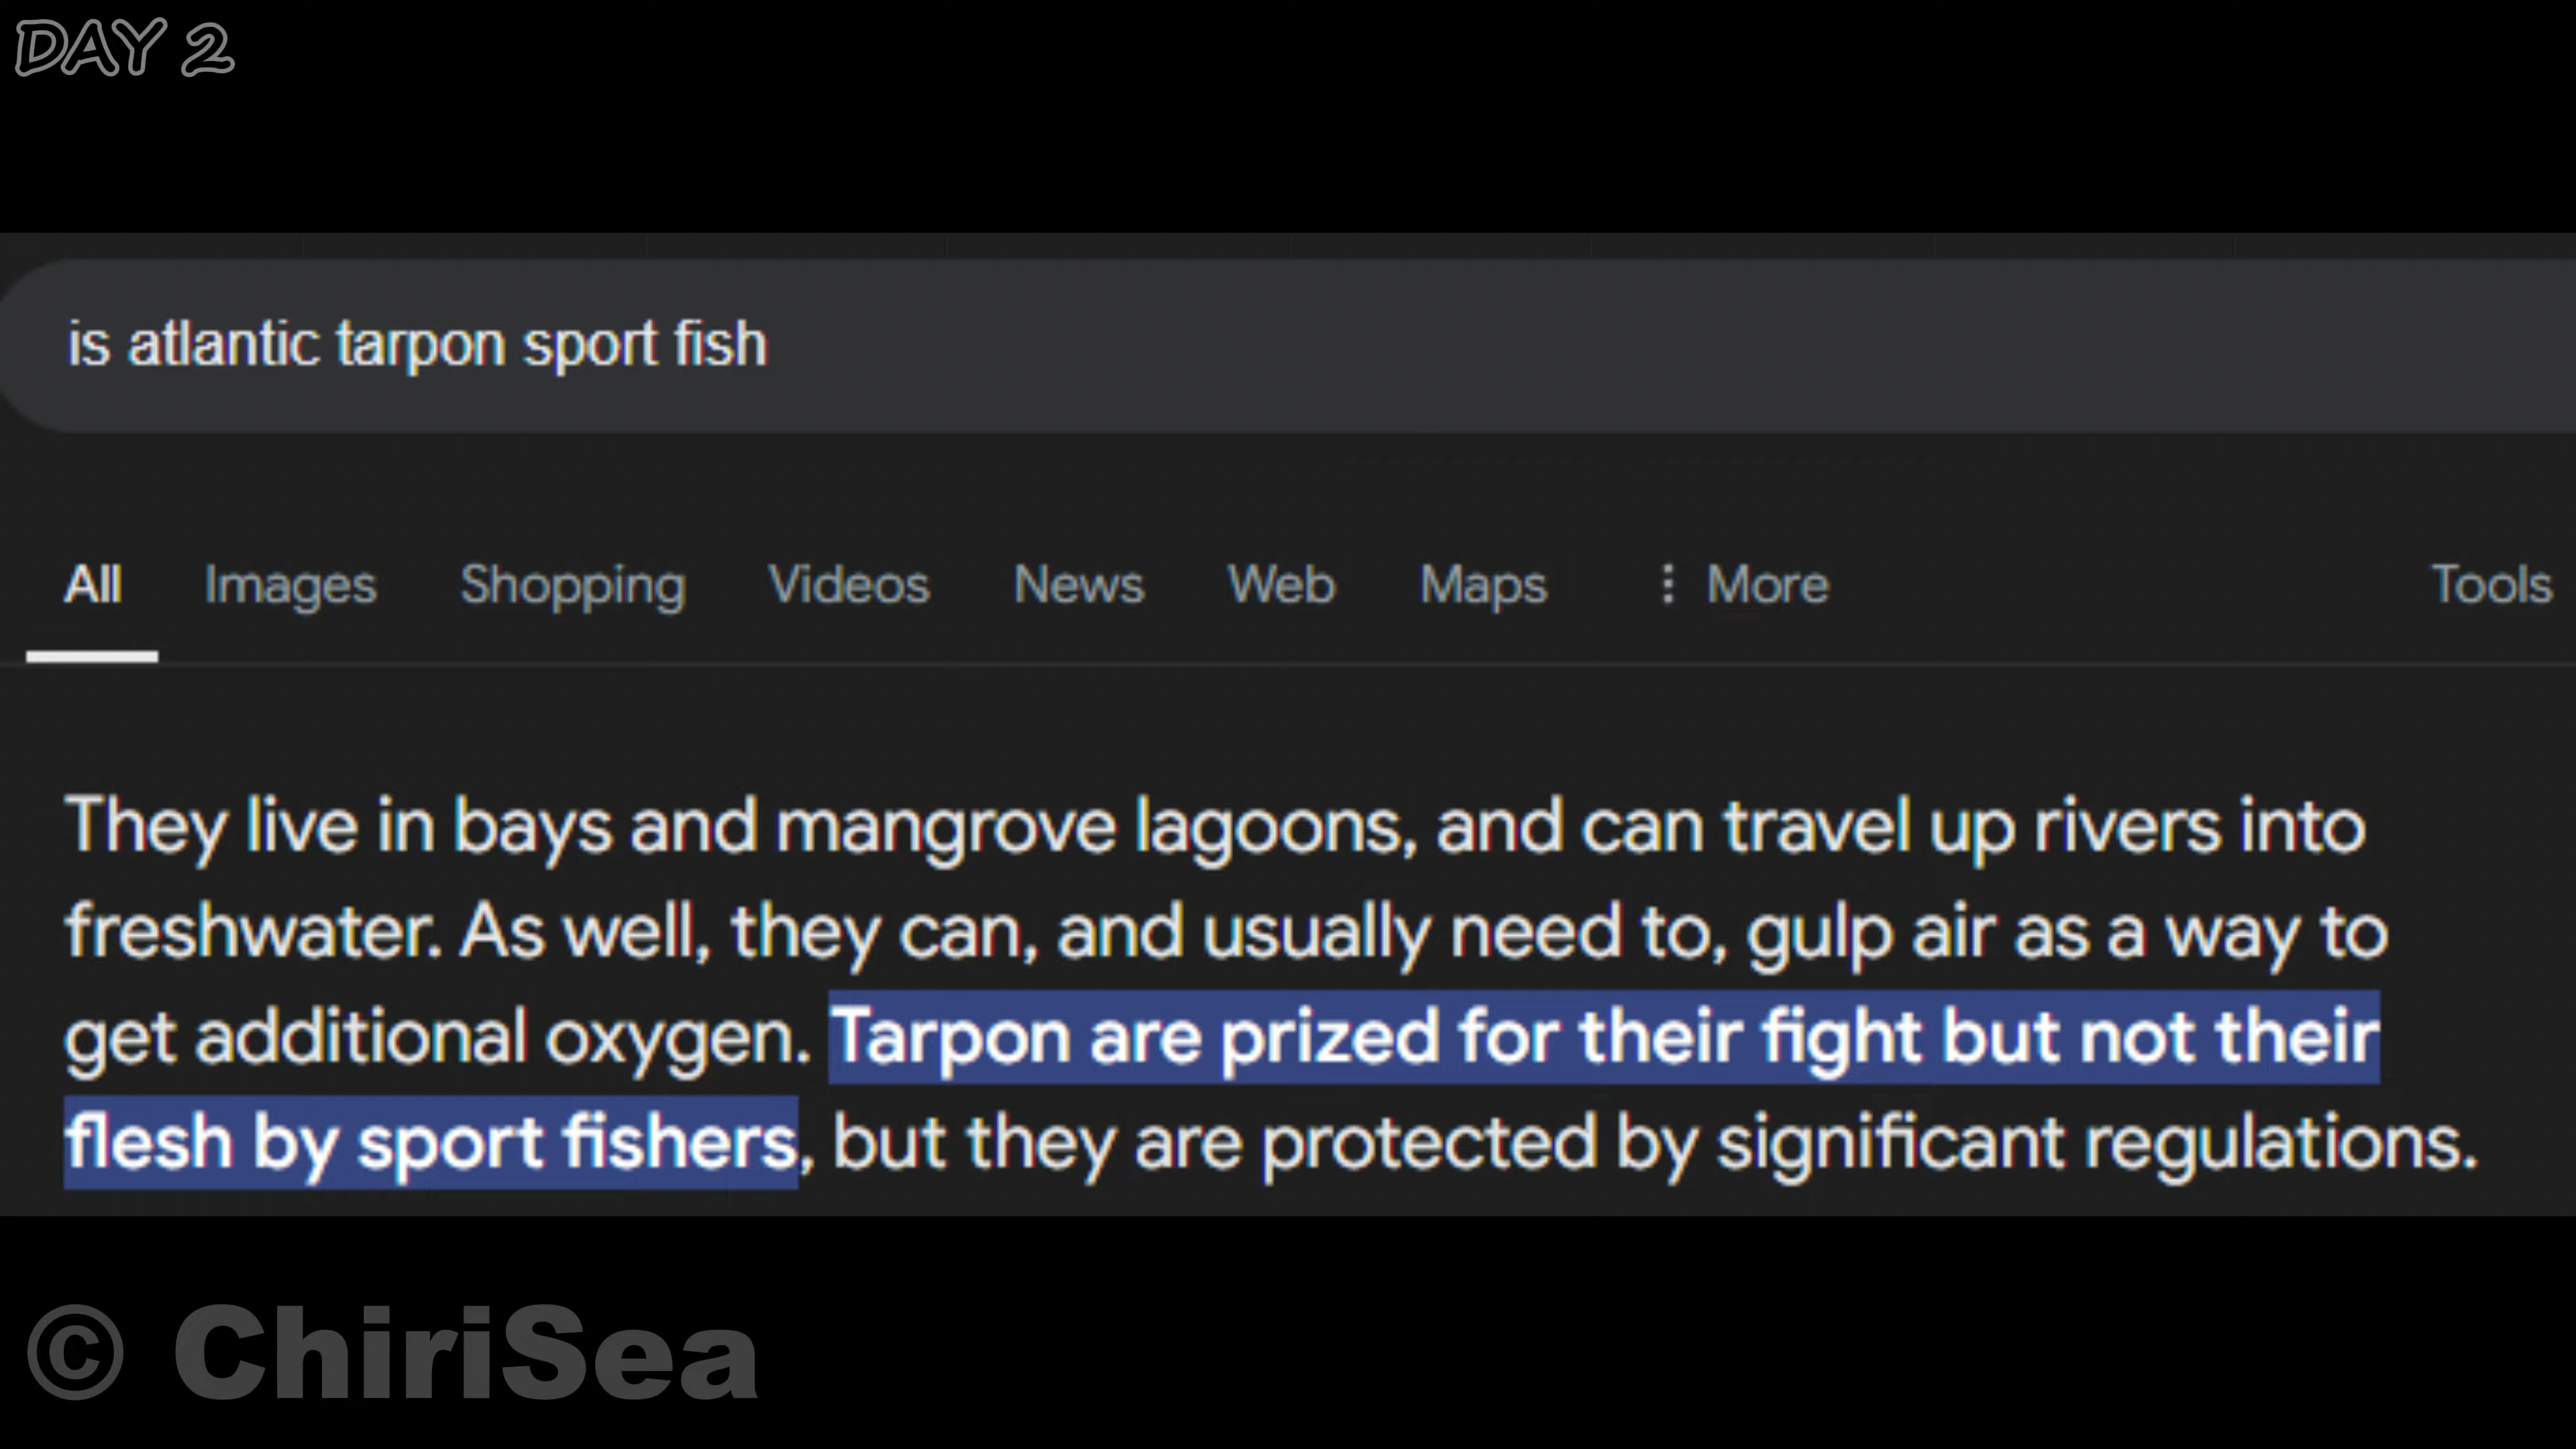 DAY 2
is atlantic tarpon sport fish
All Images Shopping Videos News Web Maps More Tools
They live in bays and mangrove lagoons, and can travel up rivers into
freshwater. As well, they can, and usually need to, gulp air as a way to
get additional oxygen. Tarpon are prized for their fight but not their
flesh by sport fishers, but they are protected by significant regulations.
© ChiriSea